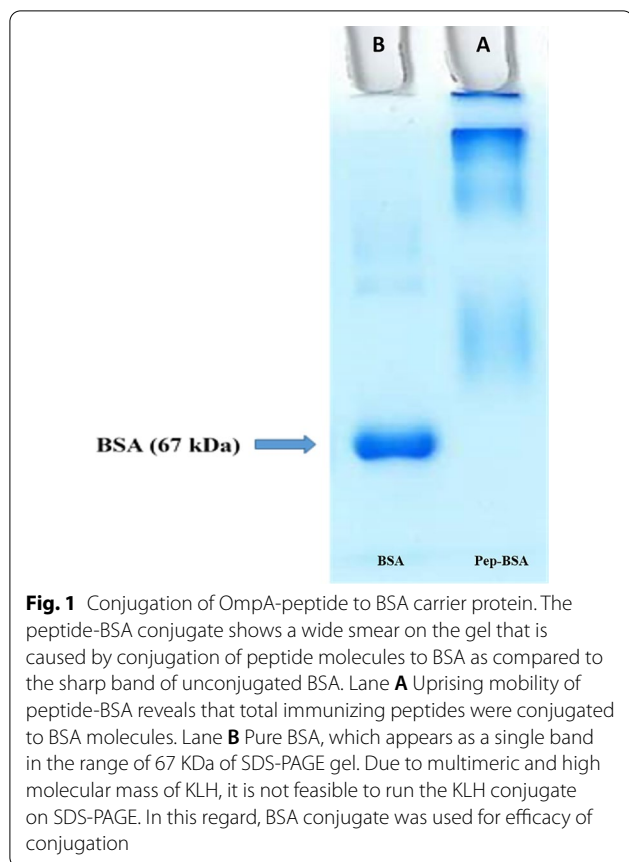 B A
BSA (67 kDa)
BSA Pep-BSA
Fig. 1 Conjugation of OmpA-peptide to BSA carrier protein. The
peptide-BSA conjugate shows a wide smear on the gel that is
caused by conjugation of peptide molecules to BSA as compared to
the sharp band of unconjugated BSA. Lane A Uprising mobility of
peptide-BSA reveals that total immunizing peptides were conjugated
to BSA molecules. Lane B Pure BSA, which appears as a single band
in the range of 67 KDa of SDS-PAGE gel. Due to multimeric and high
molecular mass of KLH, it is not feasible to run the KLH conjugate
on SDS-PAGE. In this regard, BSA conjugate was used for efficacy of
conjugation